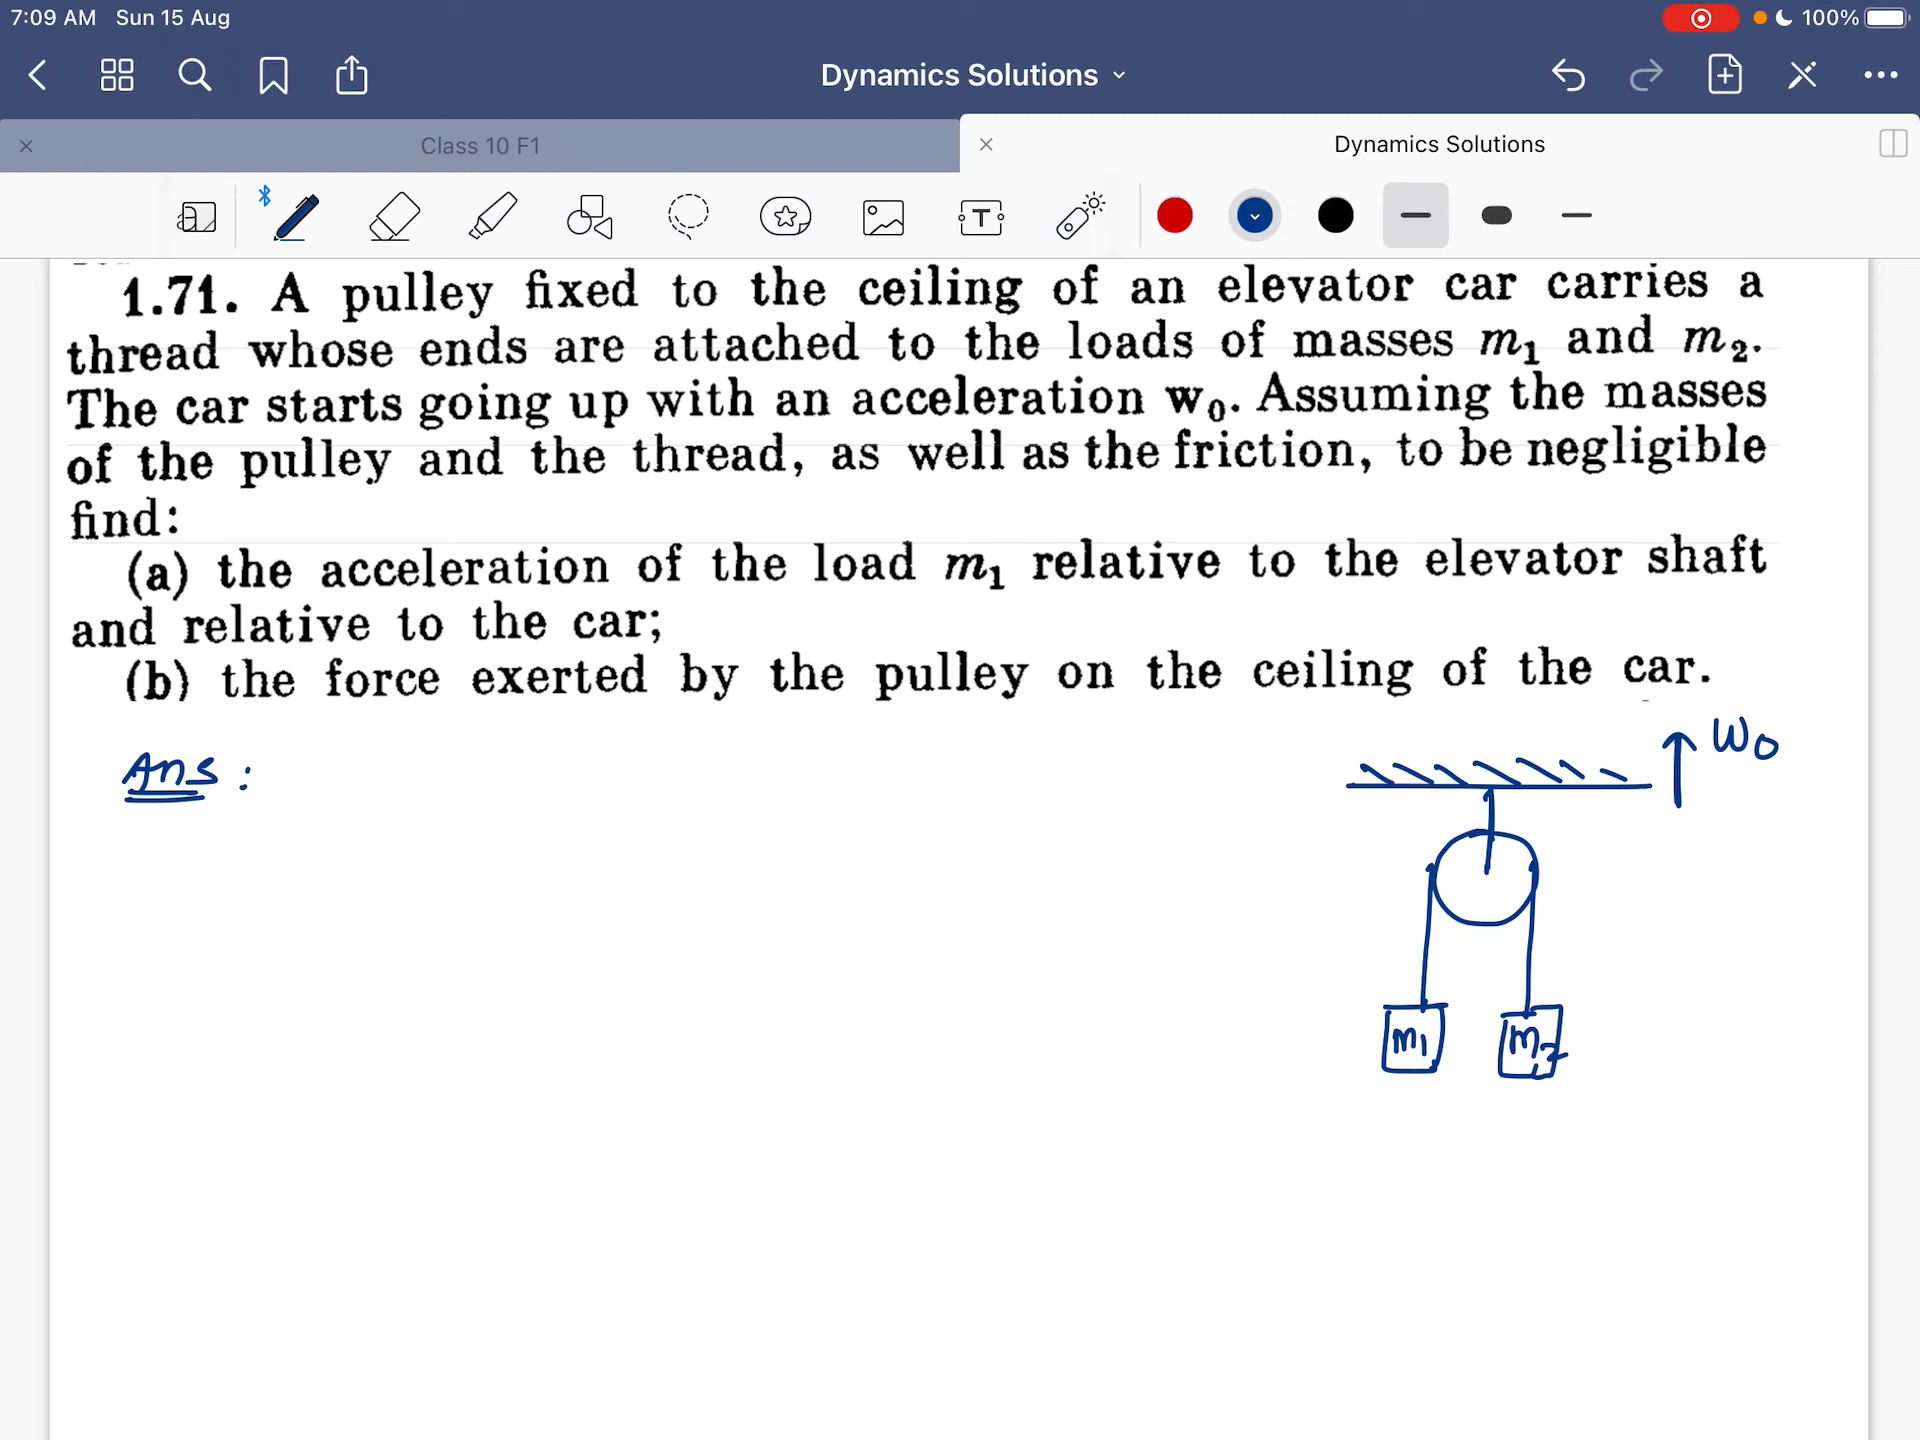 7:09 AM Sun 15 Aug
100%
Dynamics Solutions
Class 10 F1
Dynamics Solutions
1.71. A pulley fixed to the ceiling of an elevator car carries a
thread whose ends are attached to the loads of masses m₁ and m₂.
The car starts going up with an acceleration w₀. Assuming the masses
of the pulley and the thread, as well as the friction, to be negligible
find:
(a) the acceleration of the load m₁ relative to the elevator shaft
and relative to the car;
(b) the force exerted by the pulley on the ceiling of the car.
Ans :
W₀
m₁ m₂